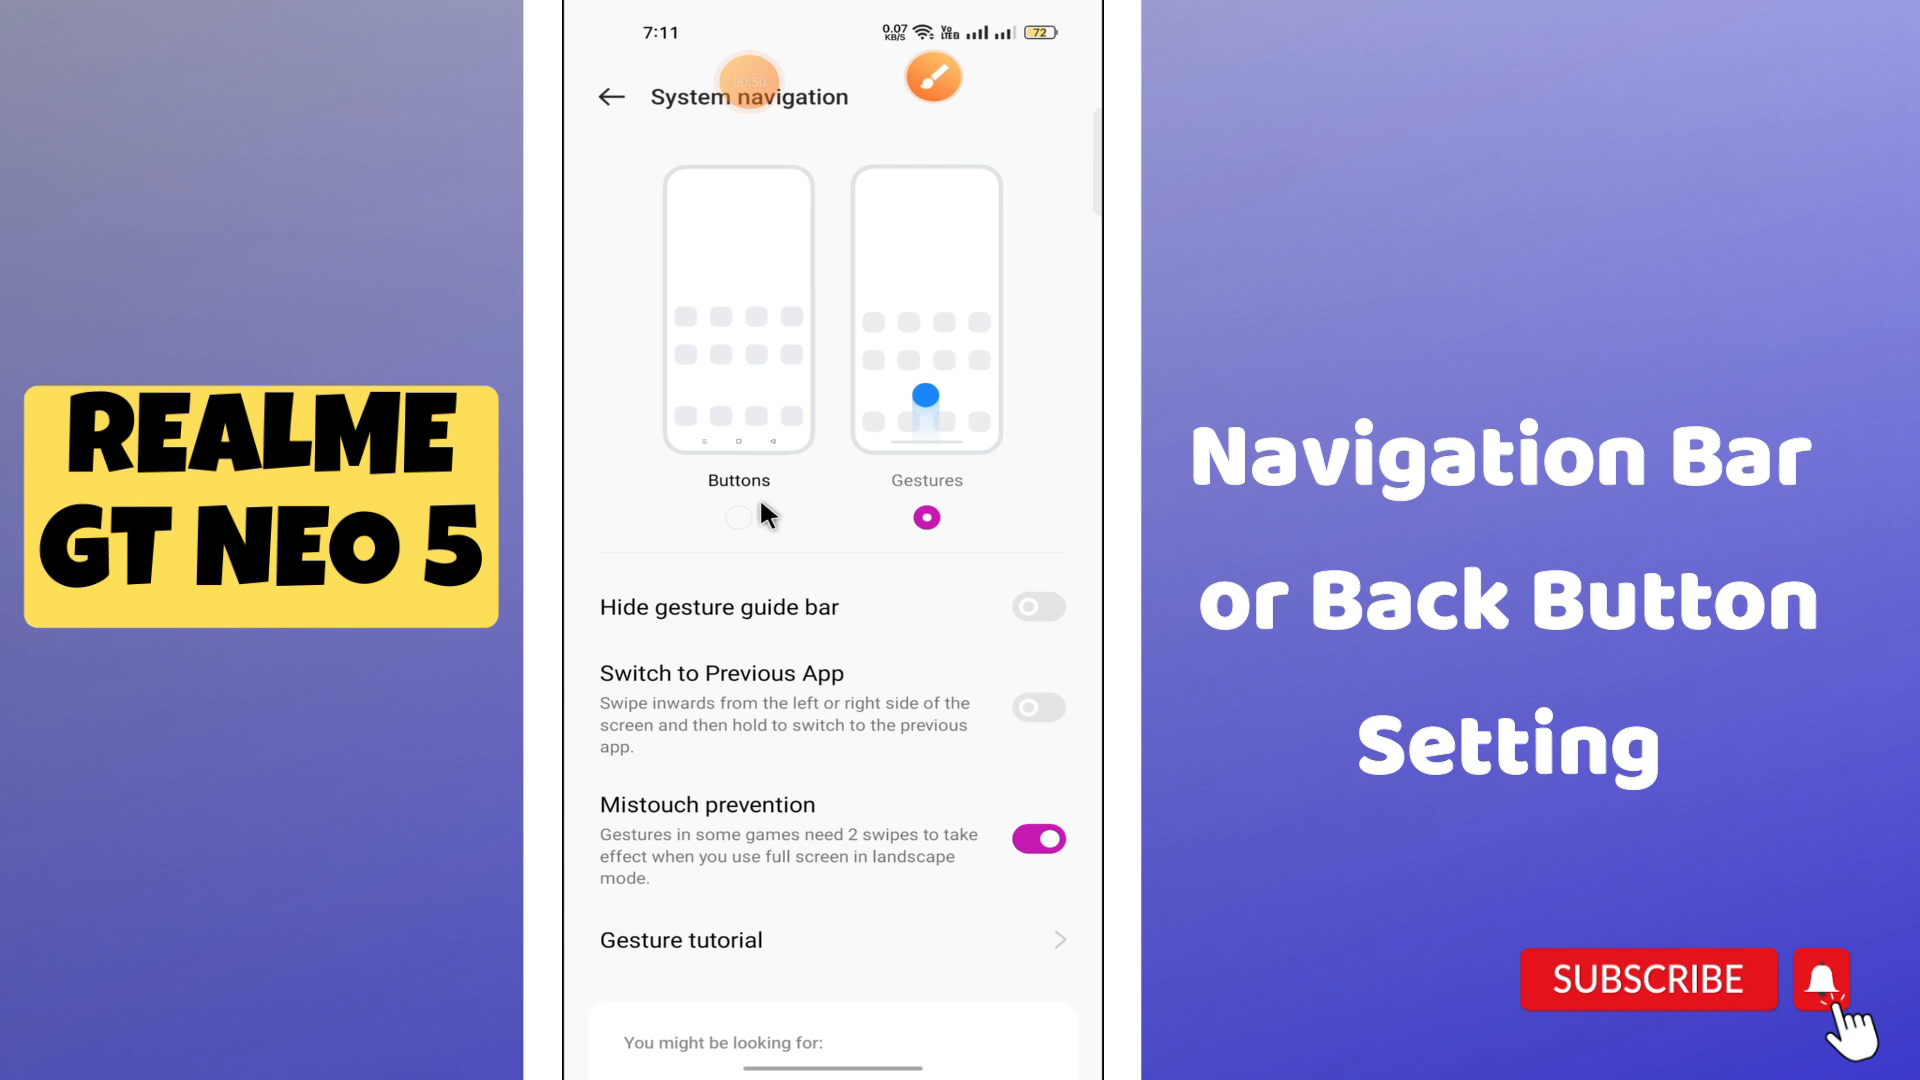 REALME
GT NEO 5
7:11
0.07
KB/S
Vo
LTE2
72
00:50
System navigation
Buttons
Gestures
Hide gesture guide bar
Switch to Previous App
Swipe inwards from the left or right side of the
screen and then hold to switch to the previous
app.
Mistouch prevention
Gestures in some games need 2 swipes to take
effect when you use full screen in landscape
mode.
Gesture tutorial
You might be looking for:
Navigation Bar
or Back Button
Setting
SUBSCRIBE